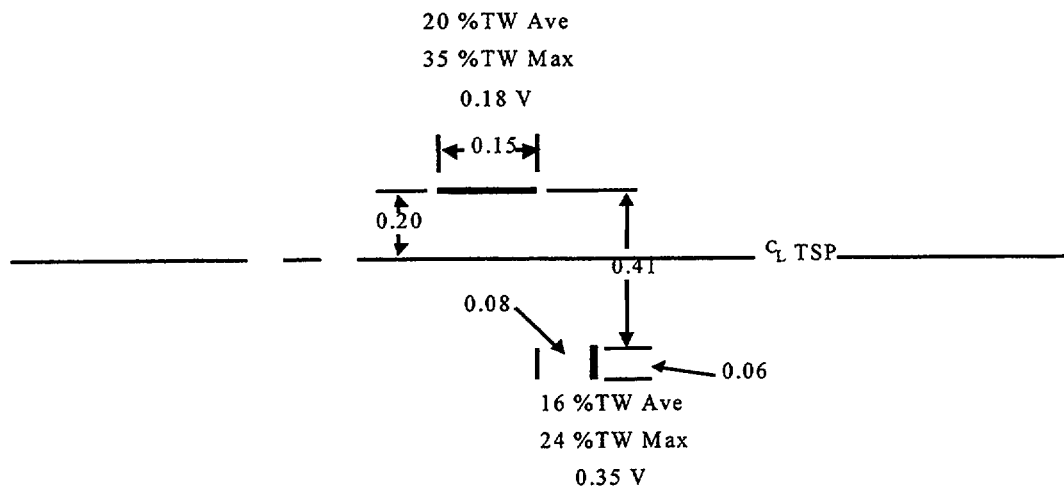 20 %TW Ave
35 %TW Max
0.18 V
0.15
0.20
CL TSP
0.41
0.08
0.06
16 %TW Ave
24 %TW Max
0.35 V